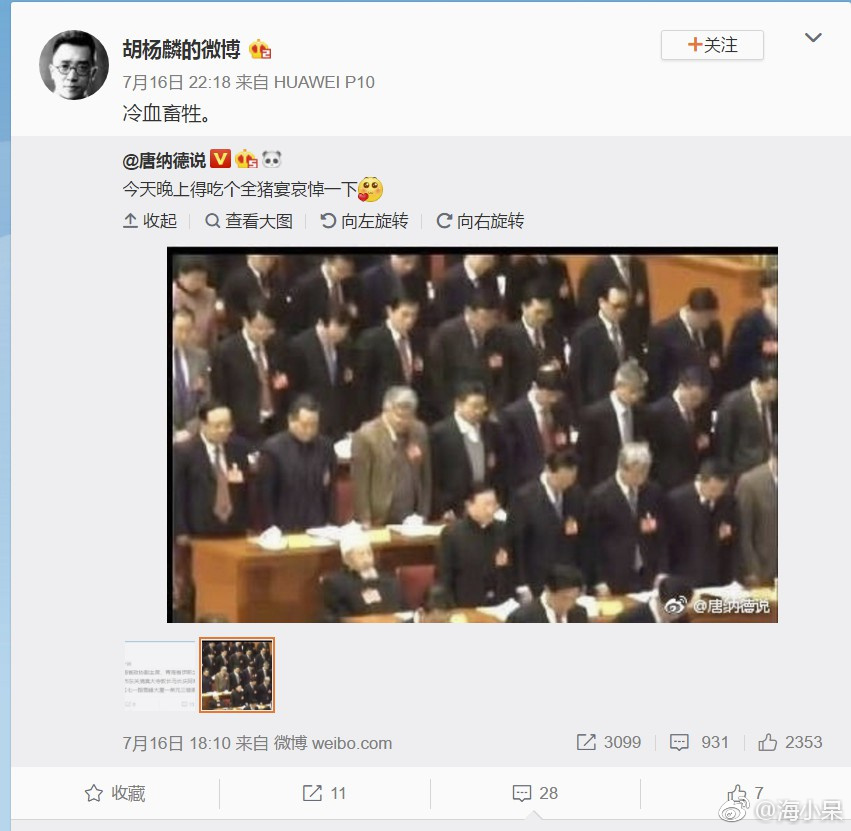 胡杨麟的微博
+关注
7月16日 22:18 来自 HUAWEI P10
冷血畜牲。
@唐纳德说
今天晚上得吃个全猪宴哀悼一下
收起 查看大图 向左旋转 向右旋转
@唐纳德说
7月16日 18:10 来自 微博 weibo.com
3099 931 2353
收藏 11 28 7
@海小呆